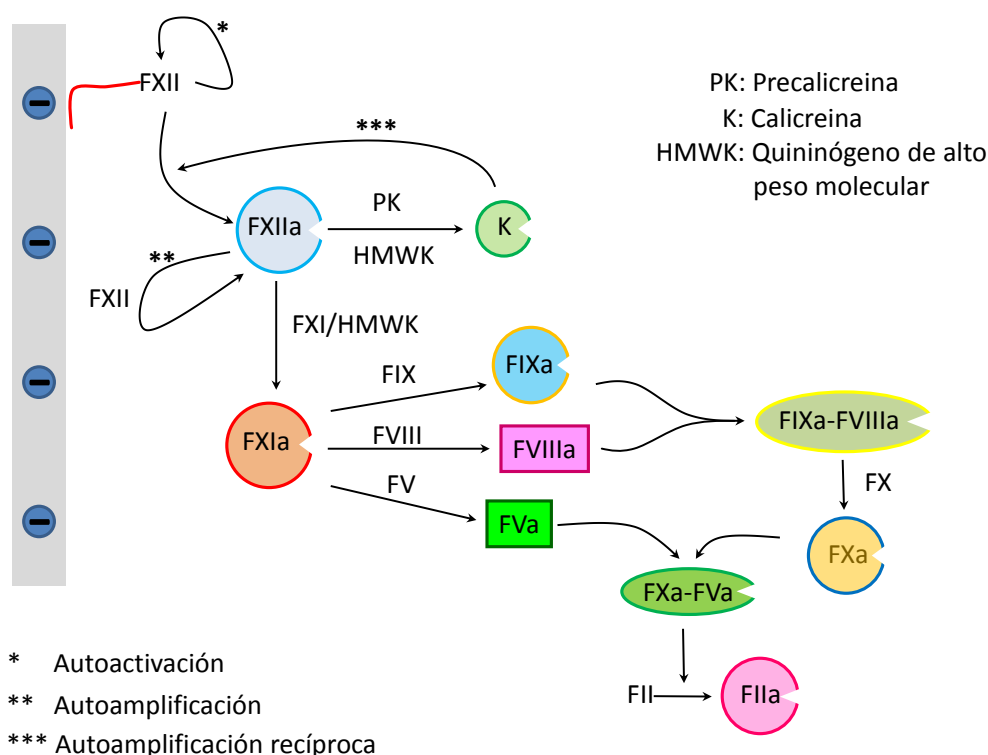 *
FXII
PK: Precalicreina
K: Calicreina
HMWK: Quininógeno de alto
peso molecular
***
FXIIa
PK
HMWK
K
**
FXII
FXI/HMWK
FIX
FIXa
FXIa
FVIII
FVIIIa
FIXa-FVIIIa
FV
FVa
FX
FXa
FXa-FVa
FII
FIIa
* Autoactivación
** Autoamplificación
*** Autoamplificación recíproca